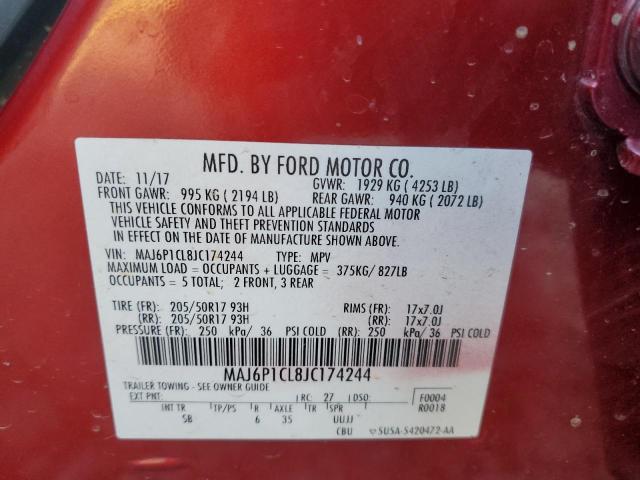 MFD. BY FORD MOTOR CO.
DATE: 11/17 GVWR: 1929 KG ( 4253 LB)
FRONT GAWR: 995 KG ( 2194 LB) REAR GAWR: 940 KG ( 2072 LB)
THIS VEHICLE CONFORMS TO ALL APPLICABLE FEDERAL MOTOR
VEHICLE SAFETY AND THEFT PREVENTION STANDARDS
IN EFFECT ON THE DATE OF MANUFACTURE SHOWN ABOVE.
VIN: MAJ6P1CL8JC174244 TYPE: MPV
MAXIMUM LOAD = OCCUPANTS + LUGGAGE = 375KG/ 827LB
OCCUPANTS = 5 TOTAL; 2 FRONT, 3 REAR
TIRE (FR): 205/50R17 93H RIMS (FR): 17x7.0J
(RR): 205/50R17 93H (RR): 17x7.0J
PRESSURE (FR): 250 kPa/ 36 PSI COLD (RR): 250 kPa/ 36 PSI COLD
MAJ6P1CL8JC174244
TRAILER TOWING - SEE OWNER GUIDE
EXT PNT: RC: 27 DSO: F0004
R0018
INT TR TP/PS R AXLE TR SPR
SB 6 35 UUJJ
CBU SUSA-5420472-AA